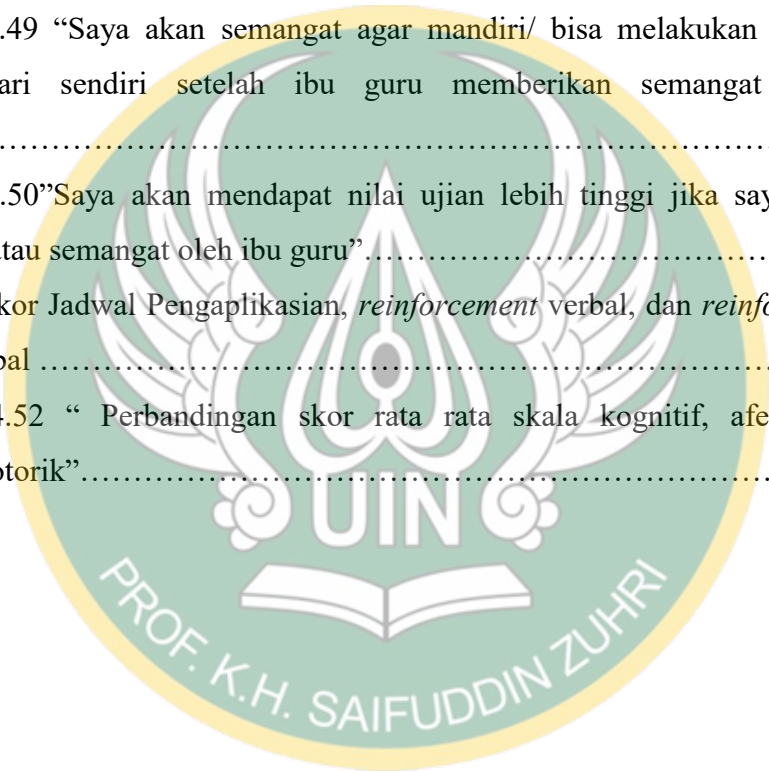 .49 “Saya akan semangat agar mandiri/ bisa melakukan
ari sendiri setelah ibu guru memberikan semangat
…………………………………………………………………
.50”Saya akan mendapat nilai ujian lebih tinggi jika say
atau semangat oleh ibu guru”…………………………………
kor Jadwal Pengaplikasian, reinforcement verbal, dan reinfo
bal …………………………………………………………………
4.52 “ Perbandingan skor rata rata skala kognitif, afe
otorik”……………………………………………………………
UIN
PROF. K.H. SAIFUDDIN ZUHRI